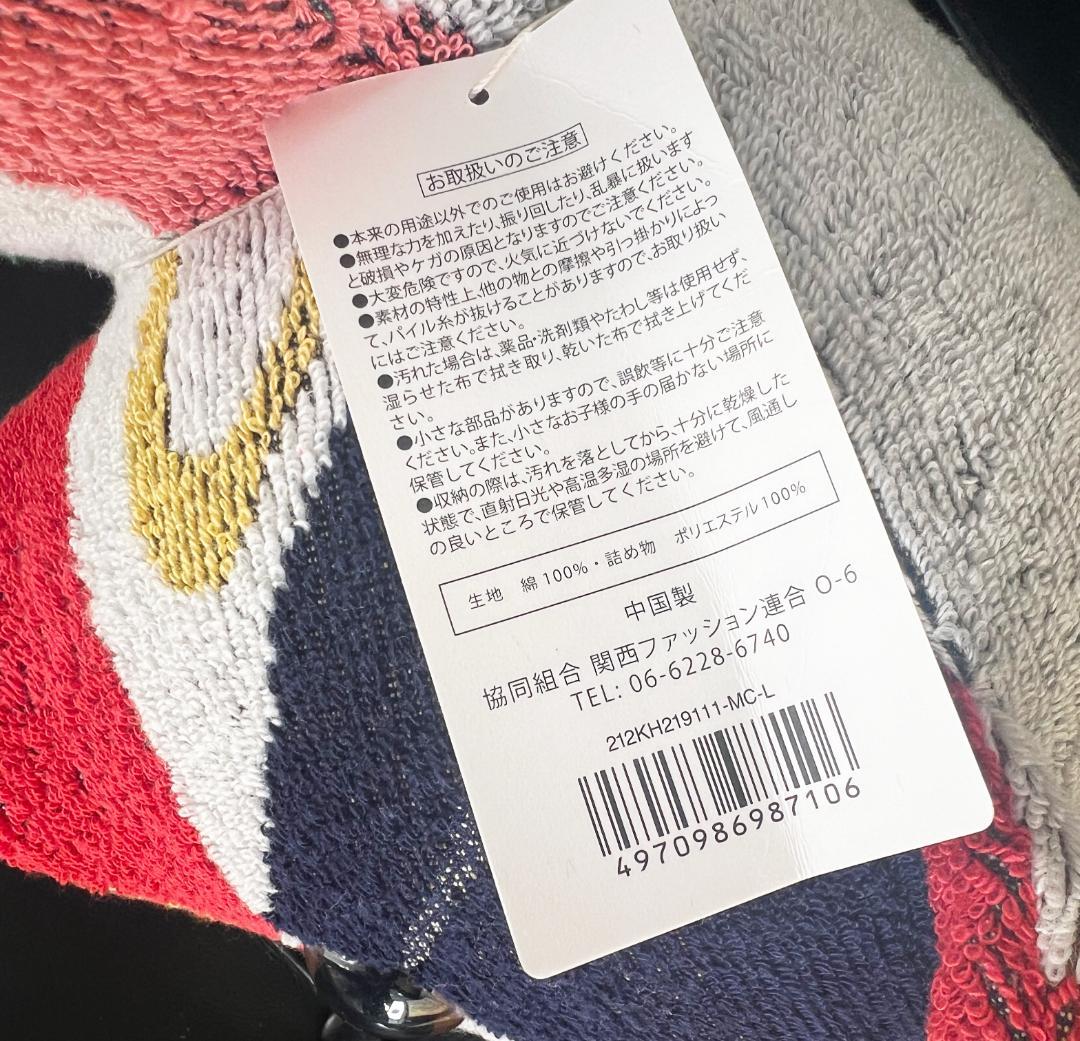 お取扱いのご注意
●本来の用途以外でのご使用はお避けください。
●無理な力を加えたり、振り回したり、乱暴に扱います
と破損やケガの原因となりますのでご注意ください。
●大変危険ですので、火気に近づけないでください。
●素材の特性上、他の物との摩擦や引っ掛かりによっ
て、パイル糸が抜けることがありますので、お取り扱い
にはご注意ください。
●汚れた場合は、薬品・洗剤類やたわし等は使用せず、
湿らせた布で拭き取り、乾いた布で拭き上げてくだ
さい。
●小さな部品がありますので、誤飲等に十分ご注意
ください。また、小さなお子様の手の届かない場所に
保管してください。
●収納の際は、汚れを落としてから、十分に乾燥した
状態で、直射日光や高温多湿の場所を避けて、風通し
の良いところで保管してください。
生地 綿100%・詰め物 ポリエステル100%
中国製
協同組合 関西ファッション連合 O-6
TEL: 06-6228-6740
212KH219111-MC-L
4970986987106